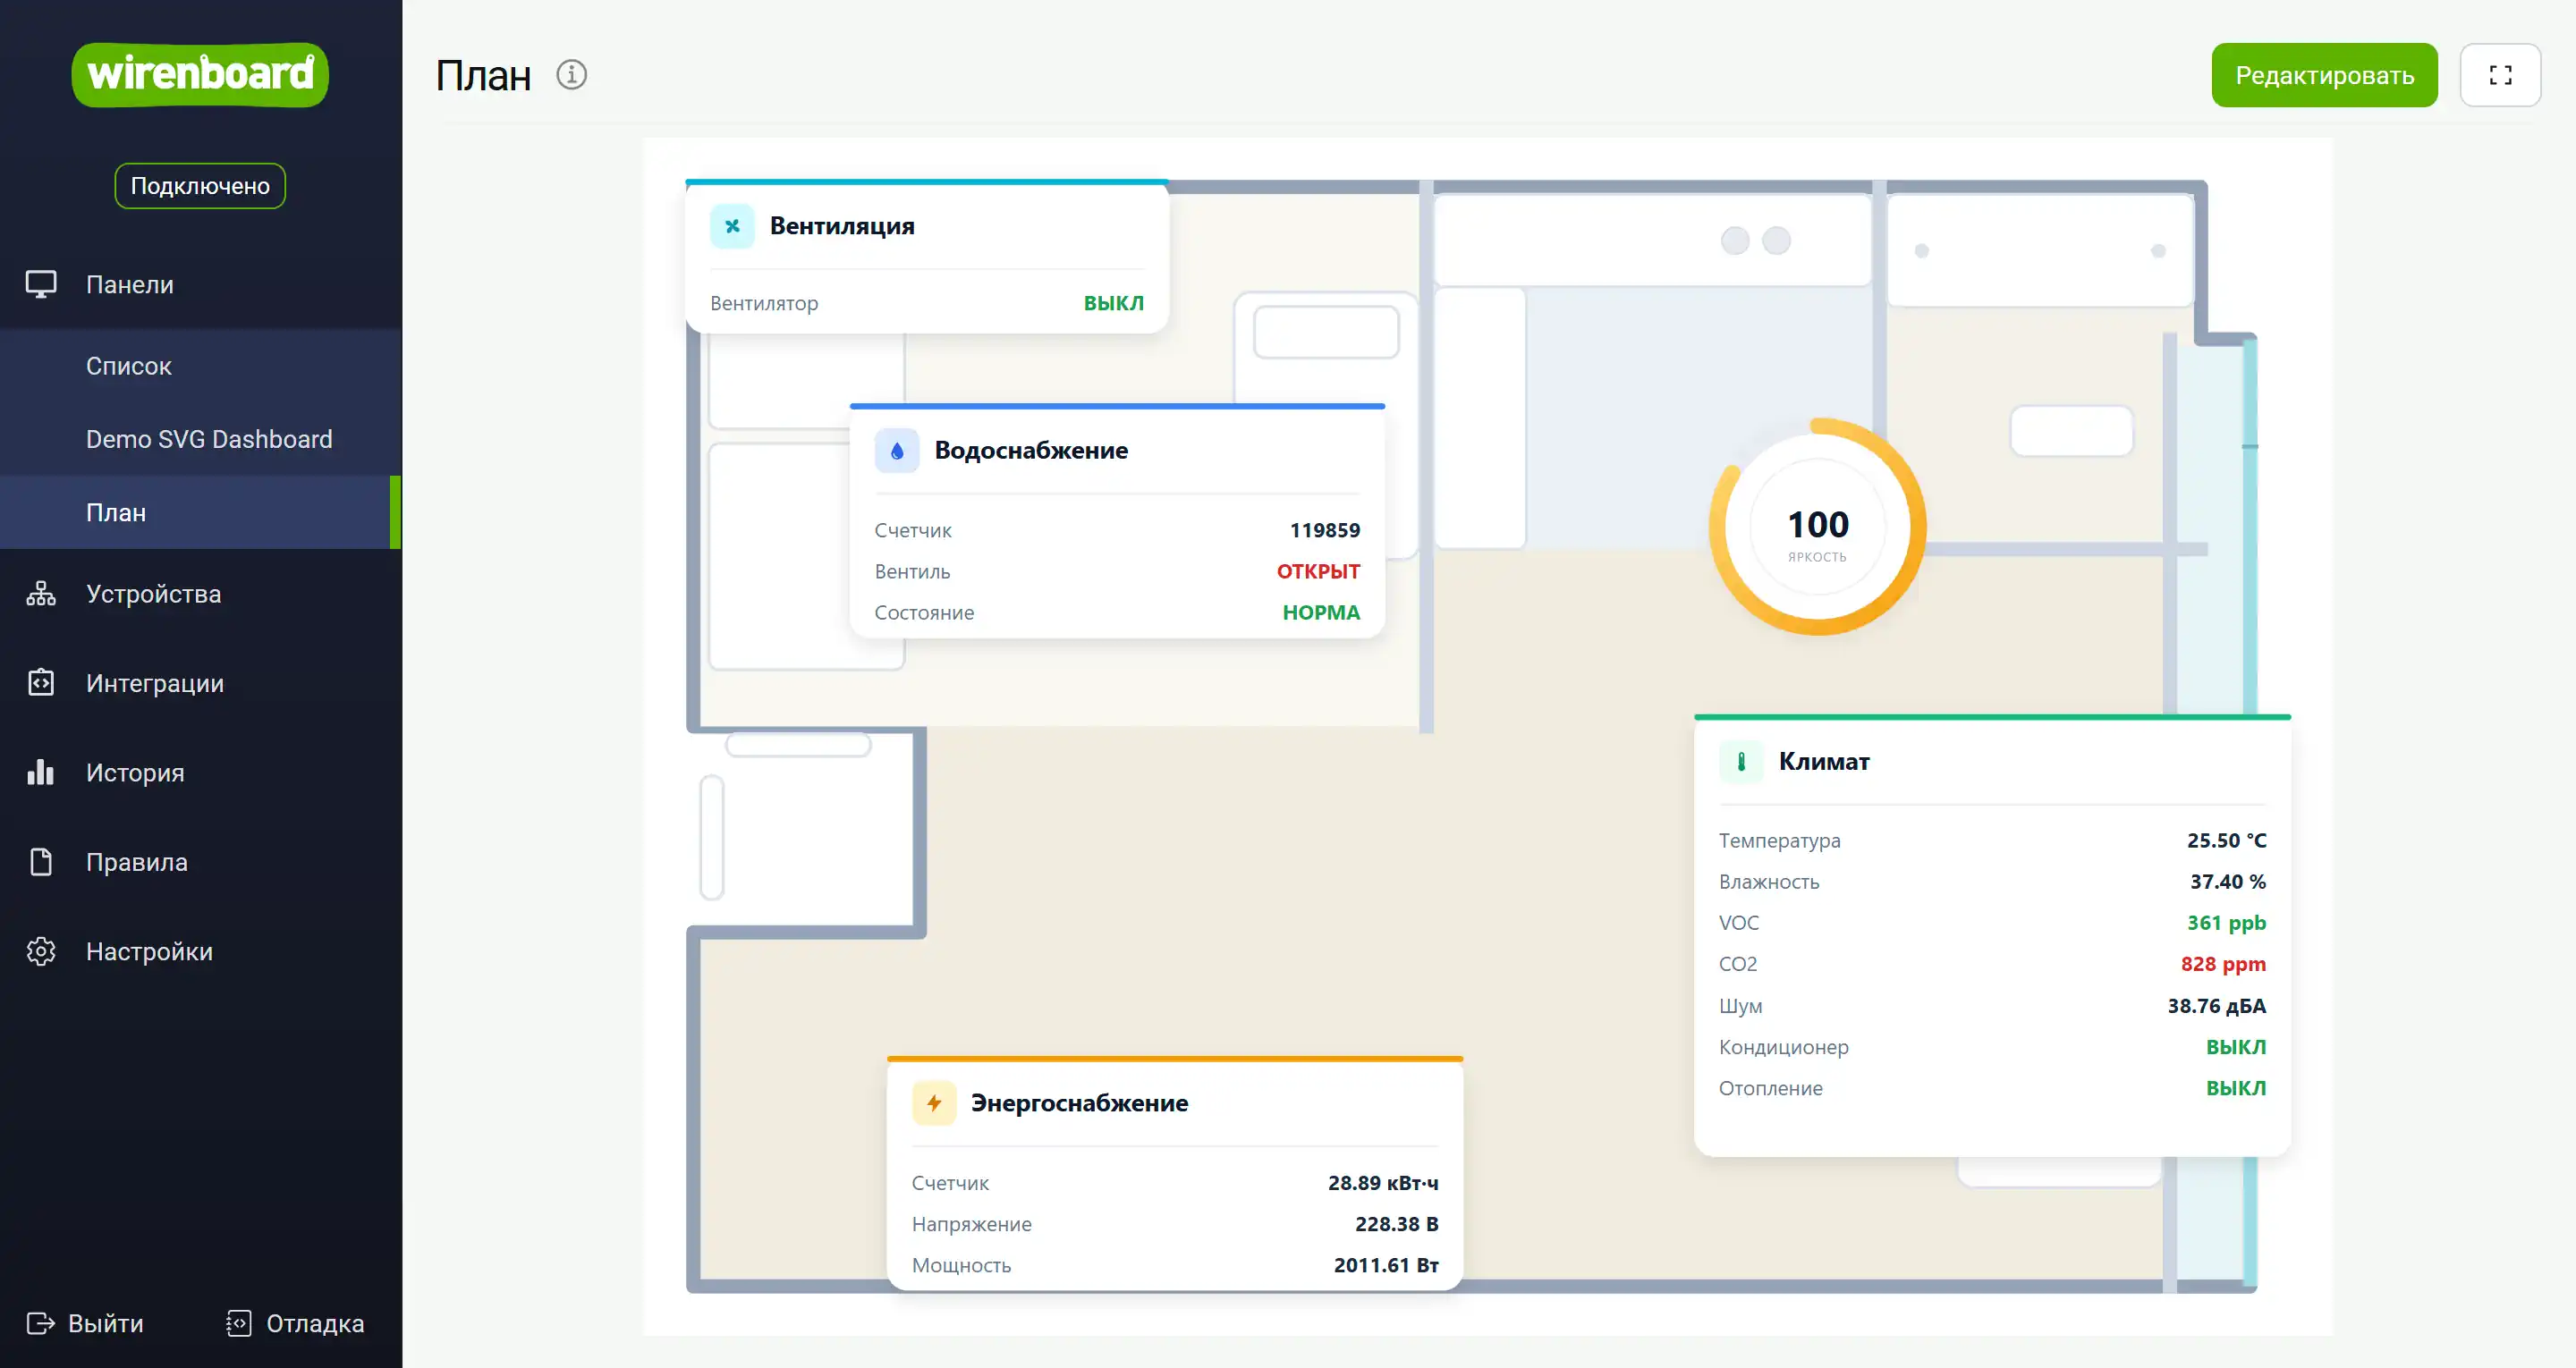 wirenboard
Подключено
Панели
Список
Demo SVG Dashboard
План
Устройства
Интеграции
История
Правила
Настройки
Выйти
Отладка
План
Редактировать
Вентиляция
Вентилятор ВЫКЛ
Водоснабжение
Счетчик 119859
Вентиль ОТКРЫТ
Состояние НОРМА
100
ЯРКОСТЬ
Климат
Температура 25.50 °C
Влажность 37.40 %
VOC 361 ppb
CO2 828 ppm
Шум 38.76 дБА
Кондиционер ВЫКЛ
Отопление ВЫКЛ
Энергоснабжение
Счетчик 28.89 кВт·ч
Напряжение 228.38 В
Мощность 2011.61 Вт